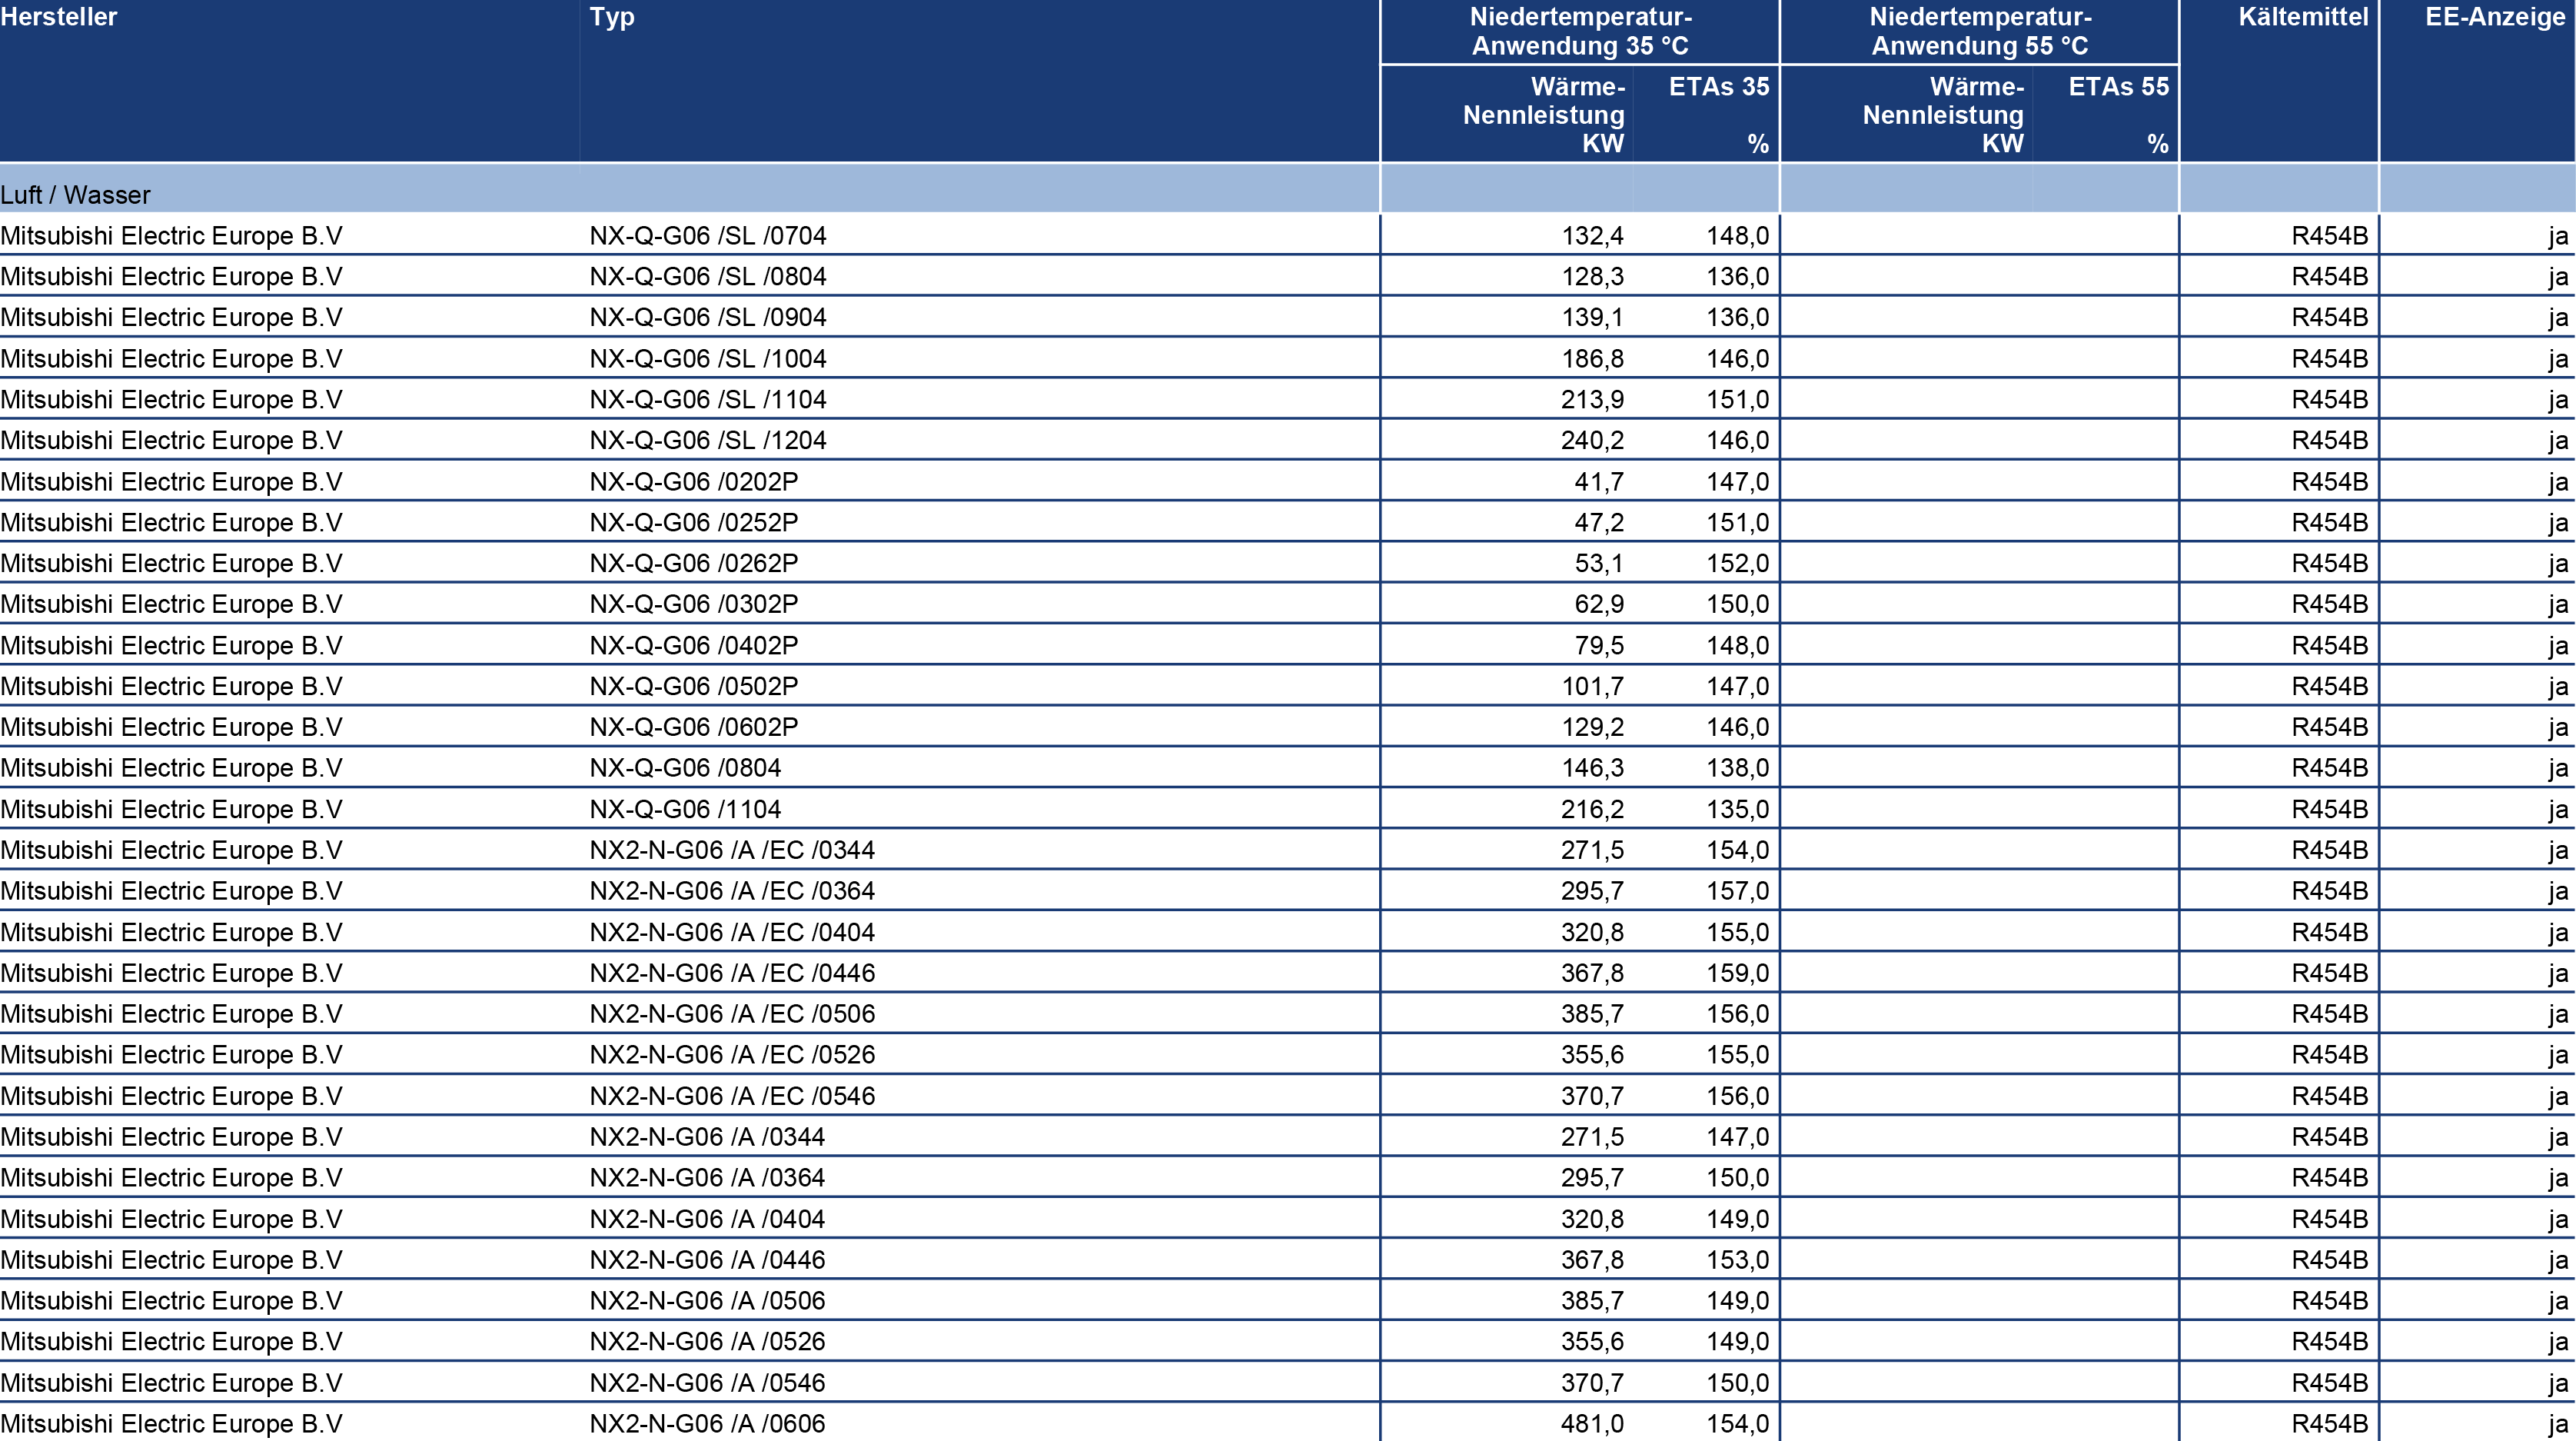 Hersteller Typ Niedertemperatur- Niedertemperatur- Kältemittel EE-Anzeige
Anwendung 35 °C Anwendung 55 °C
Wärme- ETAs 35 Wärme- ETAs 55
Nennleistung Nennleistung
KW % KW %
Luft / Wasser
Mitsubishi Electric Europe B.V NX-Q-G06 /SL /0704 132,4 148,0 R454B ja
Mitsubishi Electric Europe B.V NX-Q-G06 /SL /0804 128,3 136,0 R454B ja
Mitsubishi Electric Europe B.V NX-Q-G06 /SL /0904 139,1 136,0 R454B ja
Mitsubishi Electric Europe B.V NX-Q-G06 /SL /1004 186,8 146,0 R454B ja
Mitsubishi Electric Europe B.V NX-Q-G06 /SL /1104 213,9 151,0 R454B ja
Mitsubishi Electric Europe B.V NX-Q-G06 /SL /1204 240,2 146,0 R454B ja
Mitsubishi Electric Europe B.V NX-Q-G06 /0202P 41,7 147,0 R454B ja
Mitsubishi Electric Europe B.V NX-Q-G06 /0252P 47,2 151,0 R454B ja
Mitsubishi Electric Europe B.V NX-Q-G06 /0262P 53,1 152,0 R454B ja
Mitsubishi Electric Europe B.V NX-Q-G06 /0302P 62,9 150,0 R454B ja
Mitsubishi Electric Europe B.V NX-Q-G06 /0402P 79,5 148,0 R454B ja
Mitsubishi Electric Europe B.V NX-Q-G06 /0502P 101,7 147,0 R454B ja
Mitsubishi Electric Europe B.V NX-Q-G06 /0602P 129,2 146,0 R454B ja
Mitsubishi Electric Europe B.V NX-Q-G06 /0804 146,3 138,0 R454B ja
Mitsubishi Electric Europe B.V NX-Q-G06 /1104 216,2 135,0 R454B ja
Mitsubishi Electric Europe B.V NX2-N-G06 /A /EC /0344 271,5 154,0 R454B ja
Mitsubishi Electric Europe B.V NX2-N-G06 /A /EC /0364 295,7 157,0 R454B ja
Mitsubishi Electric Europe B.V NX2-N-G06 /A /EC /0404 320,8 155,0 R454B ja
Mitsubishi Electric Europe B.V NX2-N-G06 /A /EC /0446 367,8 159,0 R454B ja
Mitsubishi Electric Europe B.V NX2-N-G06 /A /EC /0506 385,7 156,0 R454B ja
Mitsubishi Electric Europe B.V NX2-N-G06 /A /EC /0526 355,6 155,0 R454B ja
Mitsubishi Electric Europe B.V NX2-N-G06 /A /EC /0546 370,7 156,0 R454B ja
Mitsubishi Electric Europe B.V NX2-N-G06 /A /0344 271,5 147,0 R454B ja
Mitsubishi Electric Europe B.V NX2-N-G06 /A /0364 295,7 150,0 R454B ja
Mitsubishi Electric Europe B.V NX2-N-G06 /A /0404 320,8 149,0 R454B ja
Mitsubishi Electric Europe B.V NX2-N-G06 /A /0446 367,8 153,0 R454B ja
Mitsubishi Electric Europe B.V NX2-N-G06 /A /0506 385,7 149,0 R454B ja
Mitsubishi Electric Europe B.V NX2-N-G06 /A /0526 355,6 149,0 R454B ja
Mitsubishi Electric Europe B.V NX2-N-G06 /A /0546 370,7 150,0 R454B ja
Mitsubishi Electric Europe B.V NX2-N-G06 /A /0606 481,0 154,0 R454B ja